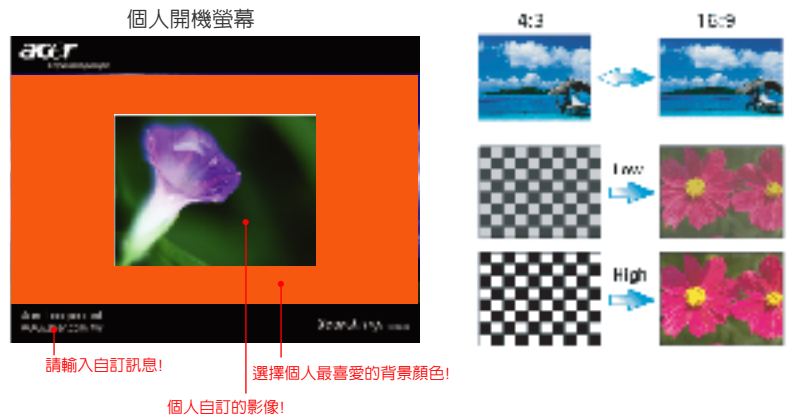 個人開機螢幕
acer
請輸入自訂訊息!
選擇個人最喜愛的背景顏色!
個人自訂的影像!
4:3
16:9
Low
High